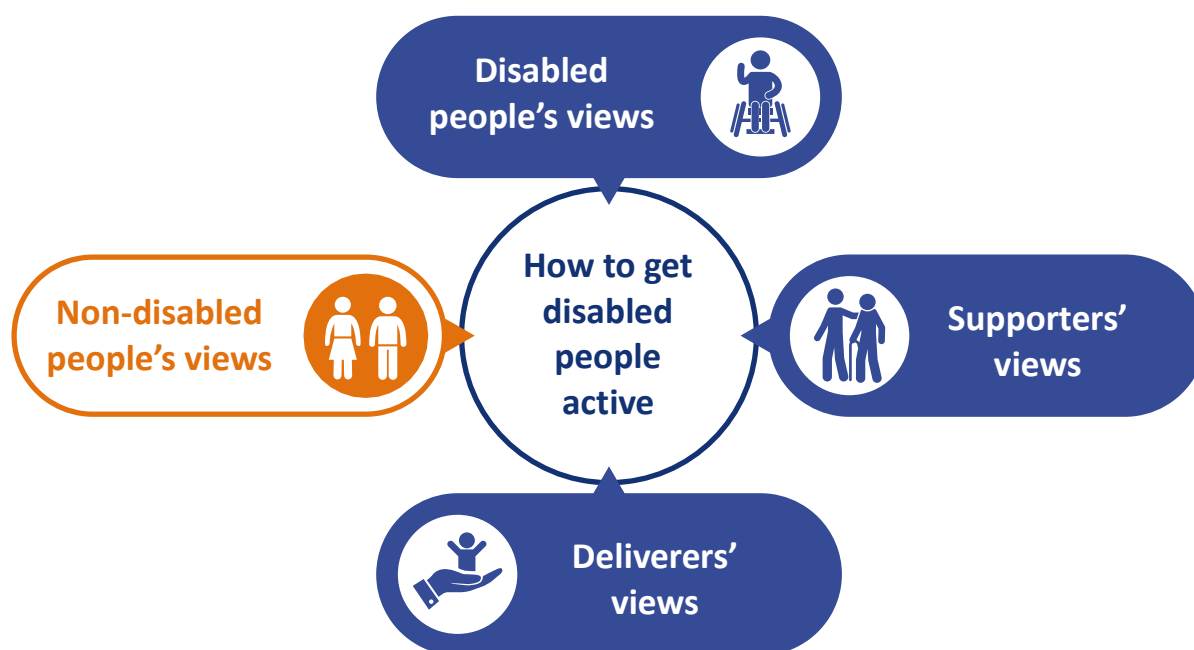 Disabled
people’s views
Non-disabled
people’s views
How to get
disabled
people
active
Supporters’
views
Deliverers’
views